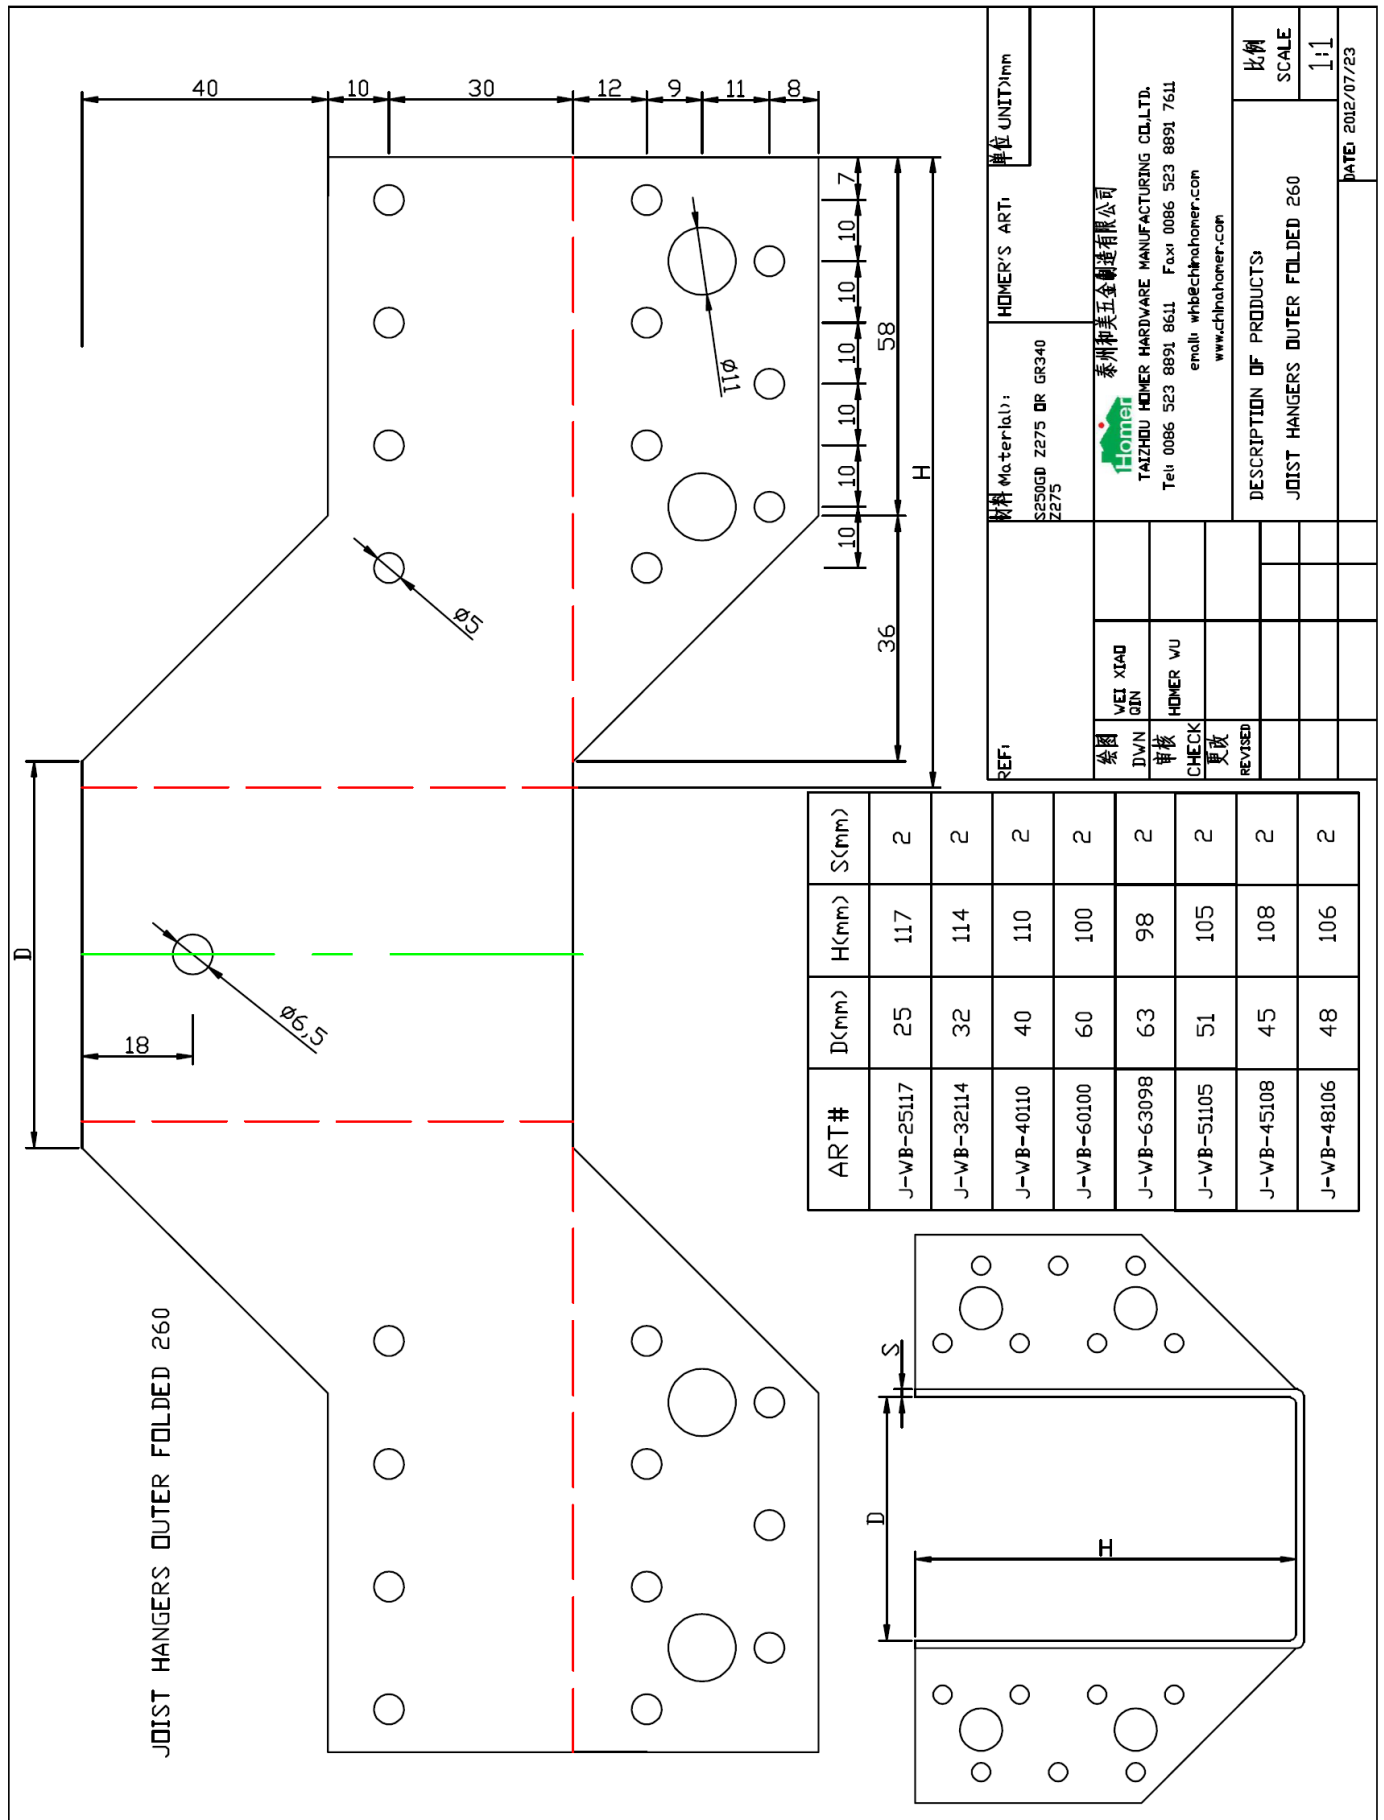 JOIST HANGERS OUTER FOLDED 260
40
10
30
12
9
11
8
7
10
10
10
10
10
10
58
36
H
Ø11
Ø5
D
18
Ø6,5
S
D
H
ART# D(mm) H(mm) S(mm)
J-WB-25117 25 117 2
J-WB-32114 32 114 2
J-WB-40110 40 110 2
J-WB-60100 60 100 2
J-WB-63098 63 98 2
J-WB-51105 51 105 2
J-WB-45108 45 108 2
J-WB-48106 48 106 2
REF:
材料(Material):
S250GD Z275 OR GR340
Z275
HOMER'S ART:
单位(UNIT):mm
绘图
DWN
WEI XIAO
QIN
审核
CHECK
HOMER WU
更改
REVISED
Homer
泰州和美五金制造有限公司
TAIZHOU HOMER HARDWARE MANUFACTURING CO.,LTD.
Tel: 0086 523 8891 8611 Fax: 0086 523 8891 7611
email: whb@chinahomer.com
www.chinahomer.com
DESCRIPTION OF PRODUCTS:
JOIST HANGERS OUTER FOLDED 260
比例
SCALE
1:1
DATE: 2012/07/23